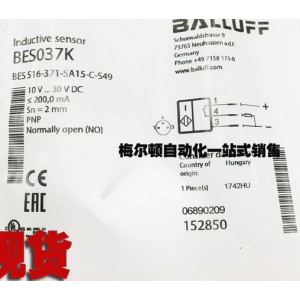 Inductive sensor
BES037K
BES 516-371-SA15-C-S49
10 V... 30 V DC
≤ 200,0 mA
Sn = 2 mm
PNP
Normally open (NO)
BALLUFF
Schurwaldstrasse 9
73765 Neuhausen a.d.F.
Germany
Phone +49 7158 173-0
www.balluff.com
梅尔顿自动化一站式销售
Country of origin:
Hungary
1 Piece(s)
1742HU
06890209
152850
EAC
UL
US
现货